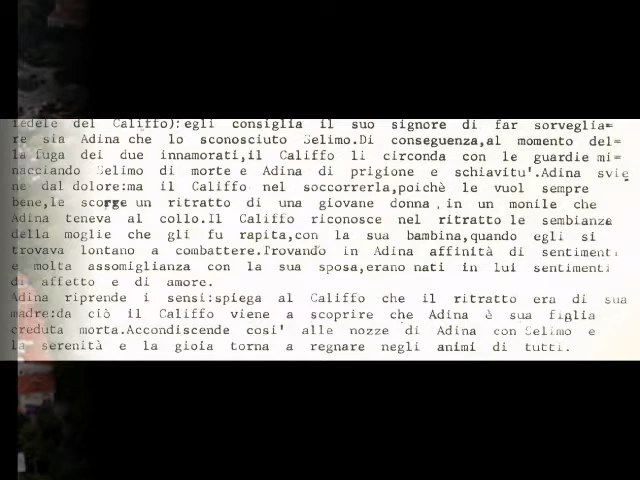 fedele del Califfo):egli consiglia il suo signore di far sorveglia=
re sia Adina che lo sconosciuto Selimo.Di conseguenza,al momento del=
la fuga dei due innamorati,il Califfo li circonda con le guardie mi=
nacciando Selimo di morte e Adina di prigione e schiavitu'.Adina svie
ne dal dolore:ma il Califfo nel soccorrerla,poichè le vuol sempre
bene,le scorge un ritratto di una giovane donna, in un monile che
Adina teneva al collo.Il Califfo riconosce nel ritratto le sembianze
della moglie che gli fu rapita,con la sua bambina,quando egli si
trovava lontano a combattere.Trovando in Adina affinità di sentimenti
e molta assomiglianza con la sua sposa,erano nati in lui sentimenti
di affetto e di amore.
Adina riprende i sensi:spiega al Califfo che il ritratto era di sua
madre:da ciò il Califfo viene a scoprire che Adina è sua figlia
creduta morta.Accondiscende cosi' alle nozze di Adina con Selimo e
la serenità e la gioia torna a regnare negli animi di tutti.